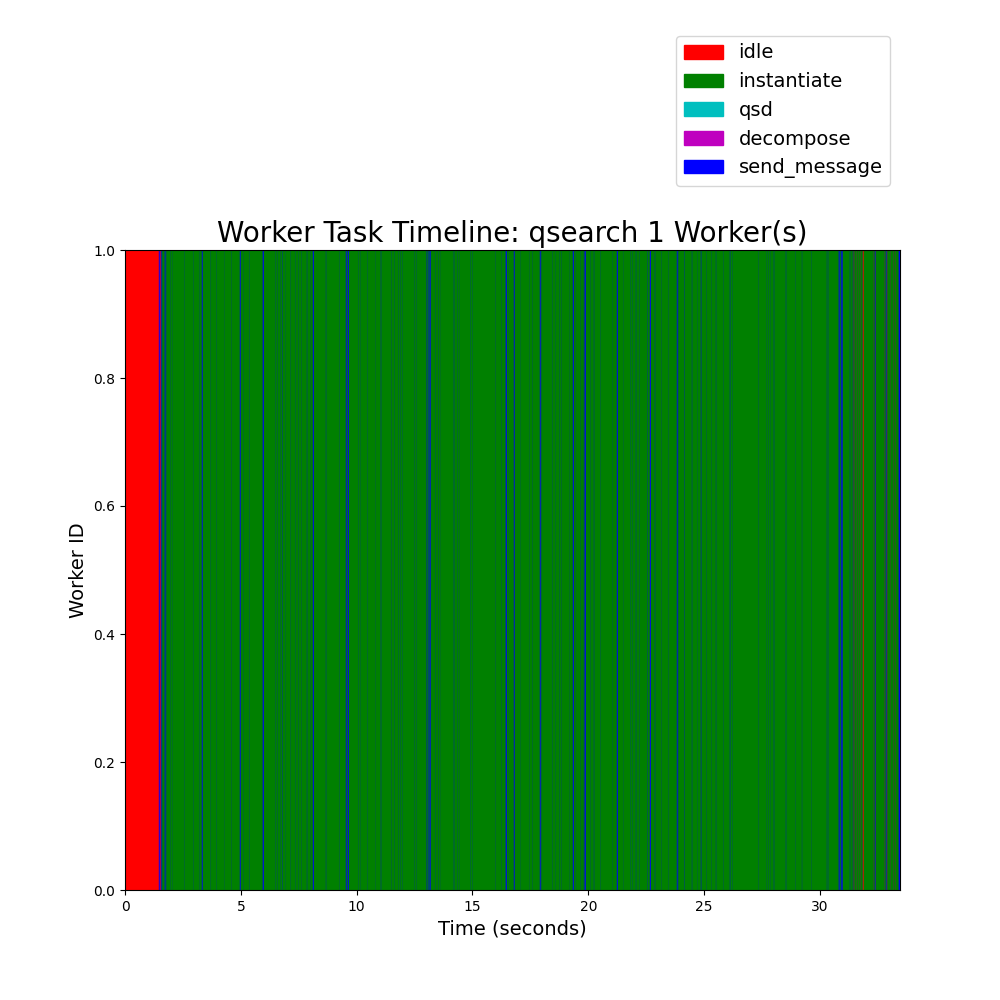 idle
instantiate
qsd
decompose
send_message
Worker Task Timeline: qsearch 1 Worker(s)
1.0
0.8
0.6
0.4
0.2
0.0
Worker ID
0 5 10 15 20 25 30
Time (seconds)